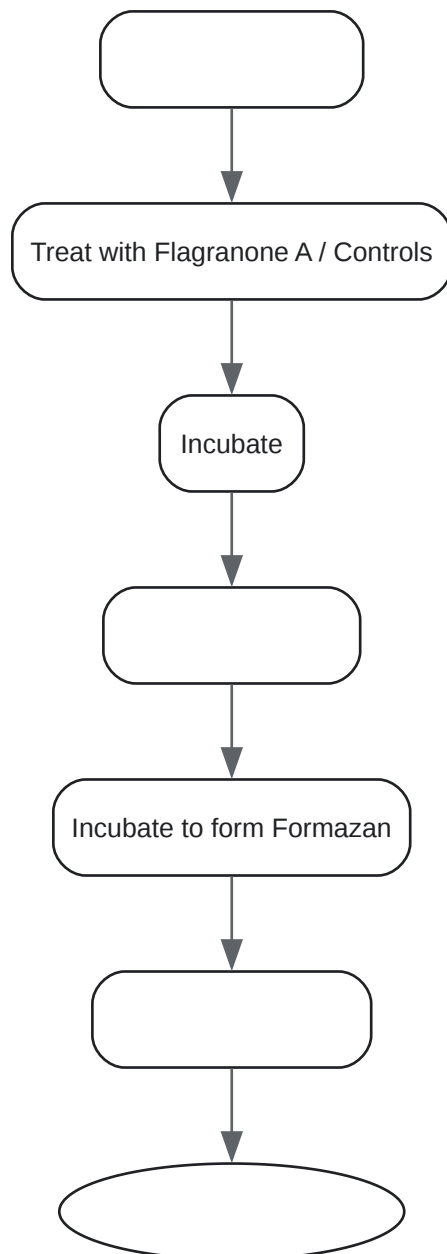 Treat with Flagranone A / Controls
Incubate
Incubate to form Formazan